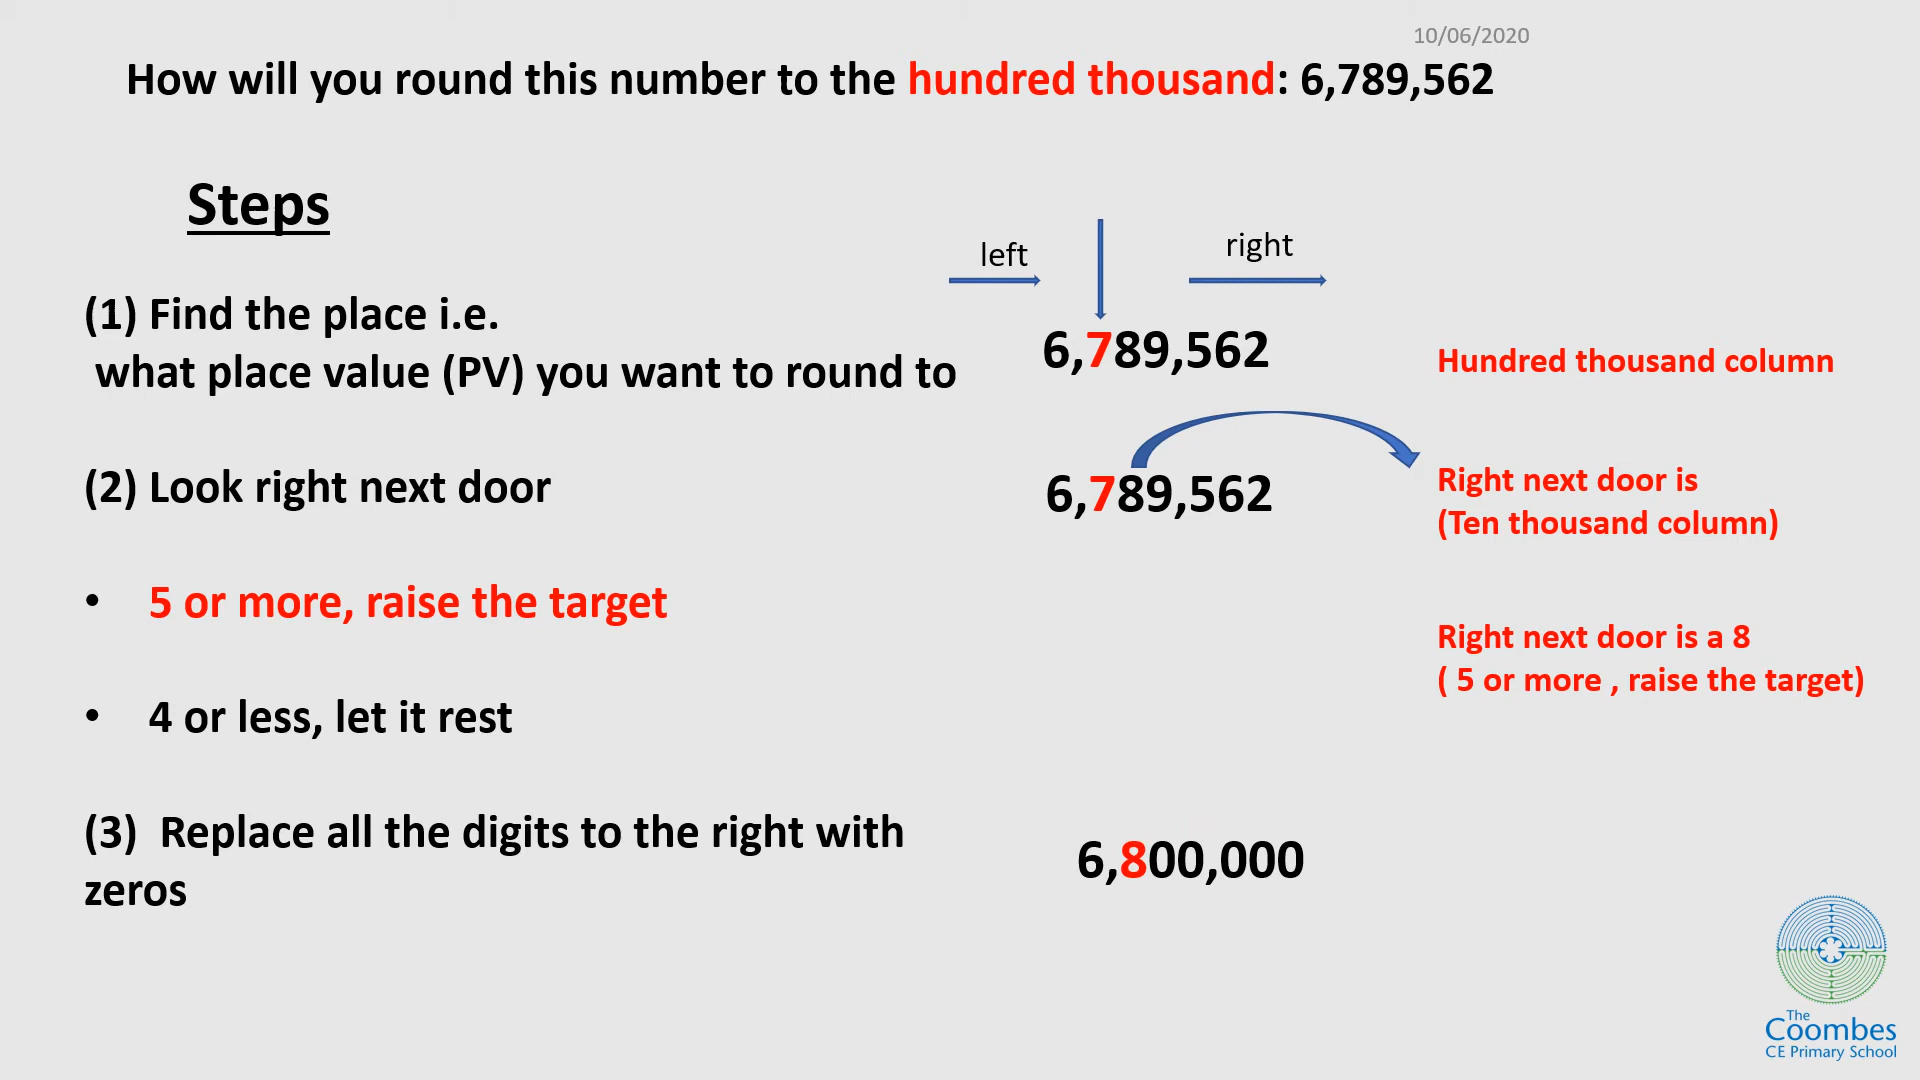 10/06/2020
How will you round this number to the hundred thousand: 6,789,562
Steps
left
right
(1) Find the place i.e.
what place value (PV) you want to round to
6,789,562
Hundred thousand column
(2) Look right next door
6,789,562
Right next door is
(Ten thousand column)
• 5 or more, raise the target
Right next door is a 8
( 5 or more , raise the target)
• 4 or less, let it rest
(3) Replace all the digits to the right with
zeros
6,800,000
The
Coombes
CE Primary School